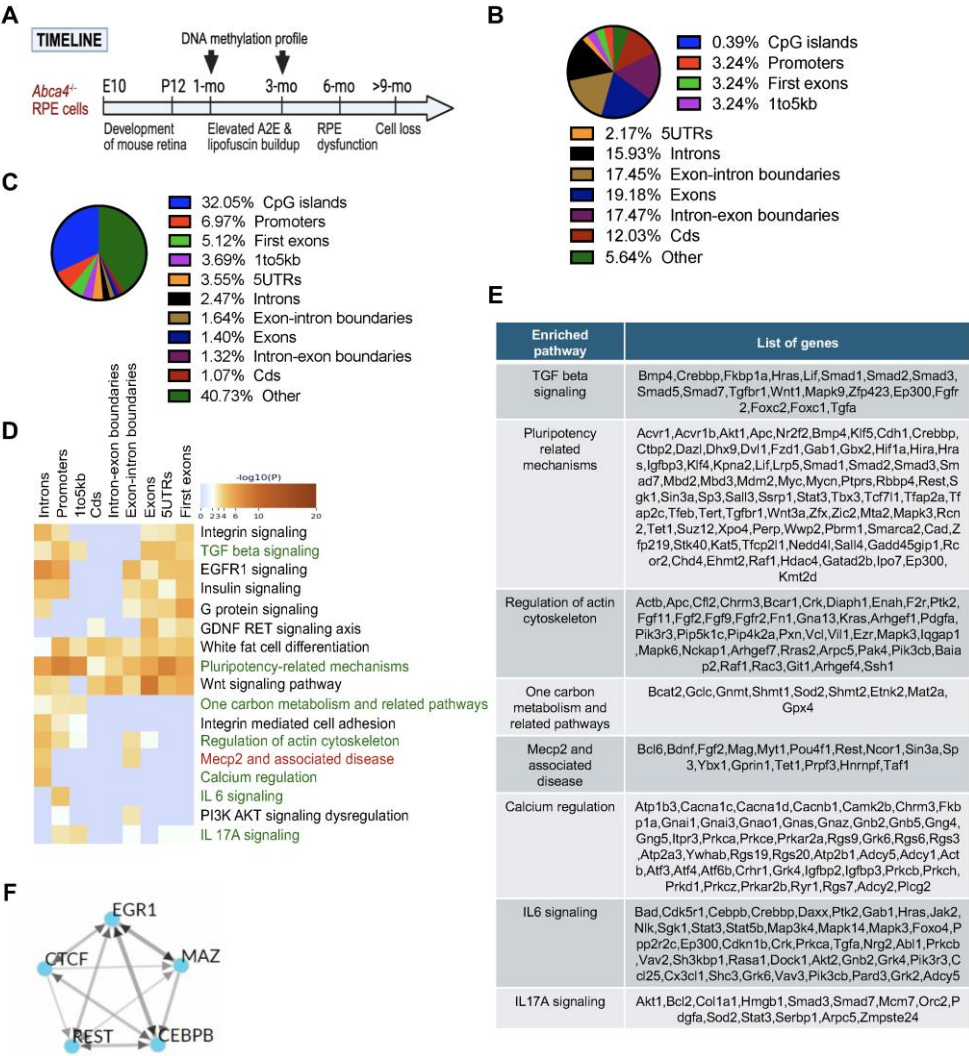 A
TIMELINE
DNA methylation profile
Abca4-/-
RPE cells
E10 P12 1-mo 3-mo 6-mo >9-mo
Development
of mouse retina
Elevated A2E &
lipofuscin buildup
RPE
dysfunction
Cell loss
B
0.39% CpG islands
3.24% Promoters
3.24% First exons
3.24% 1to5kb
2.17% 5UTRs
15.93% Introns
17.45% Exon-intron boundaries
19.18% Exons
17.47% Intron-exon boundaries
12.03% Cds
5.64% Other
C
32.05% CpG islands
6.97% Promoters
5.12% First exons
3.69% 1to5kb
3.55% 5UTRs
2.47% Introns
1.64% Exon-intron boundaries
1.40% Exons
1.32% Intron-exon boundaries
1.07% Cds
40.73% Other
D
Introns
Promoters
1to5kb
Cds
Intron-exon boundaries
Exon-intron boundaries
Exons
5UTRs
First exons
-log10(P)
0 2 3 4 6 10 20
Integrin signaling
TGF beta signaling
EGFR1 signaling
Insulin signaling
G protein signaling
GDNF RET signaling axis
White fat cell differentiation
Pluripotency-related mechanisms
Wnt signaling pathway
One carbon metabolism and related pathways
Integrin mediated cell adhesion
Regulation of actin cytoskeleton
Mecp2 and associated disease
Calcium regulation
IL 6 signaling
PI3K AKT signaling dysregulation
IL 17A signaling
E
Enriched
pathway
List of genes
TGF beta
signaling
Bmp4,Crebbp,Fkbp1a,Hras,Lif,Smad1,Smad2,Smad3,
Smad5,Smad7,Tgfbr1,Wnt1,Mapk9,Zfp423,Ep300,Fgfr
2,Foxc2,Foxc1,Tgfa
Pluripotency
related
mechanisms
Acvr1,Acvr1b,Akt1,Apc,Nr2f2,Bmp4,Klf5,Cdh1,Crebbp,
Ctbp2,Dazl,Dhx9,Dvl1,Fzd1,Gab1,Gbx2,Hif1a,Hira,Hra
s,Igfbp3,Klf4,Kpna2,Lif,Lrp5,Smad1,Smad2,Smad3,Sm
ad7,Mbd2,Mbd3,Mdm2,Myc,Mycn,Ptprs,Rbbp4,Rest,S
gk1,Sin3a,Sp3,Sall3,Ssrp1,Stat3,Tbx3,Tcf7l1,Tfap2a,Tf
ap2c,Tfeb,Tert,Tgfbr1,Wnt3a,Zfx,Zic2,Mta2,Mapk3,Rcn
2,Tet1,Suz12,Xpo4,Perp,Wwp2,Pbrm1,Smarca2,Cad,Z
fp219,Stk40,Kat5,Tfcp2l1,Nedd4l,Sall4,Gadd45gip1,Rc
or2,Chd4,Ehmt2,Raf1,Hdac4,Gatad2b,Ipo7,Ep300,
Kmt2d
Regulation of actin
cytoskeleton
Actb,Apc,Cfl2,Chrm3,Bcar1,Crk,Diaph1,Enah,F2r,Ptk2,
Fgf11,Fgf2,Fgf9,Fgfr2,Fn1,Gna13,Kras,Arhgef1,Pdgfa,
Pik3r3,Pip5k1c,Pip4k2a,Pxn,Vcl,Vil1,Ezr,Mapk3,Iqgap1
,Mapk6,Nckap1,Arhgef7,Rras2,Arpc5,Pak4,Pik3cb,Baia
p2,Raf1,Rac3,Git1,Arhgef4,Ssh1
One carbon
metabolism and
related pathways
Bcat2,Gclc,Gnmt,Shmt1,Sod2,Shmt2,Etnk2,Mat2a,
Gpx4
Mecp2 and
associated
disease
Bcl6,Bdnf,Fgf2,Mag,Myt1,Pou4f1,Rest,Ncor1,Sin3a,Sp
3,Ybx1,Gprin1,Tet1,Prpf3,Hnrnpf,Taf1
Calcium regulation
Atp1b3,Cacna1c,Cacna1d,Cacnb1,Camk2b,Chrm3,Fkb
p1a,Gnai1,Gnai3,Gnao1,Gnas,Gnaz,Gnb2,Gnb5,Gng4,
Gng5,Itpr3,Prkca,Prkce,Prkar2a,Rgs9,Grk6,Rgs6,Rgs3
,Atp2a3,Ywhab,Rgs19,Rgs20,Atp2b1,Adcy5,Adcy1,Act
b,Atf3,Atf4,Atf6b,Crhr1,Grk4,Igfbp2,Igfbp3,Prkcb,Prkch,
Prkd1,Prkcz,Prkar2b,Ryr1,Rgs7,Adcy2,Plcg2
IL6 signaling
Bad,Cdk5r1,Cebpb,Crebbp,Daxx,Ptk2,Gab1,Hras,Jak2,
Nlk,Sgk1,Stat3,Stat5b,Map3k4,Mapk14,Mapk3,Foxo4,P
pp2r2c,Ep300,Cdkn1b,Crk,Prkca,Tgfa,Nrg2,Abl1,Prkcb
,Vav2,Sh3kbp1,Rasa1,Dock1,Akt2,Gnb2,Grk4,Pik3r3,C
cl25,Cx3cl1,Shc3,Grk6,Vav3,Pik3cb,Pard3,Grk2,Adcy5
IL17A signaling
Akt1,Bcl2,Col1a1,Hmgb1,Smad3,Smad7,Mcm7,Orc2,P
dgfa,Sod2,Stat3,Serbp1,Arpc5,Zmpste24
F
EGR1
CTCF
MAZ
REST
CEBPB